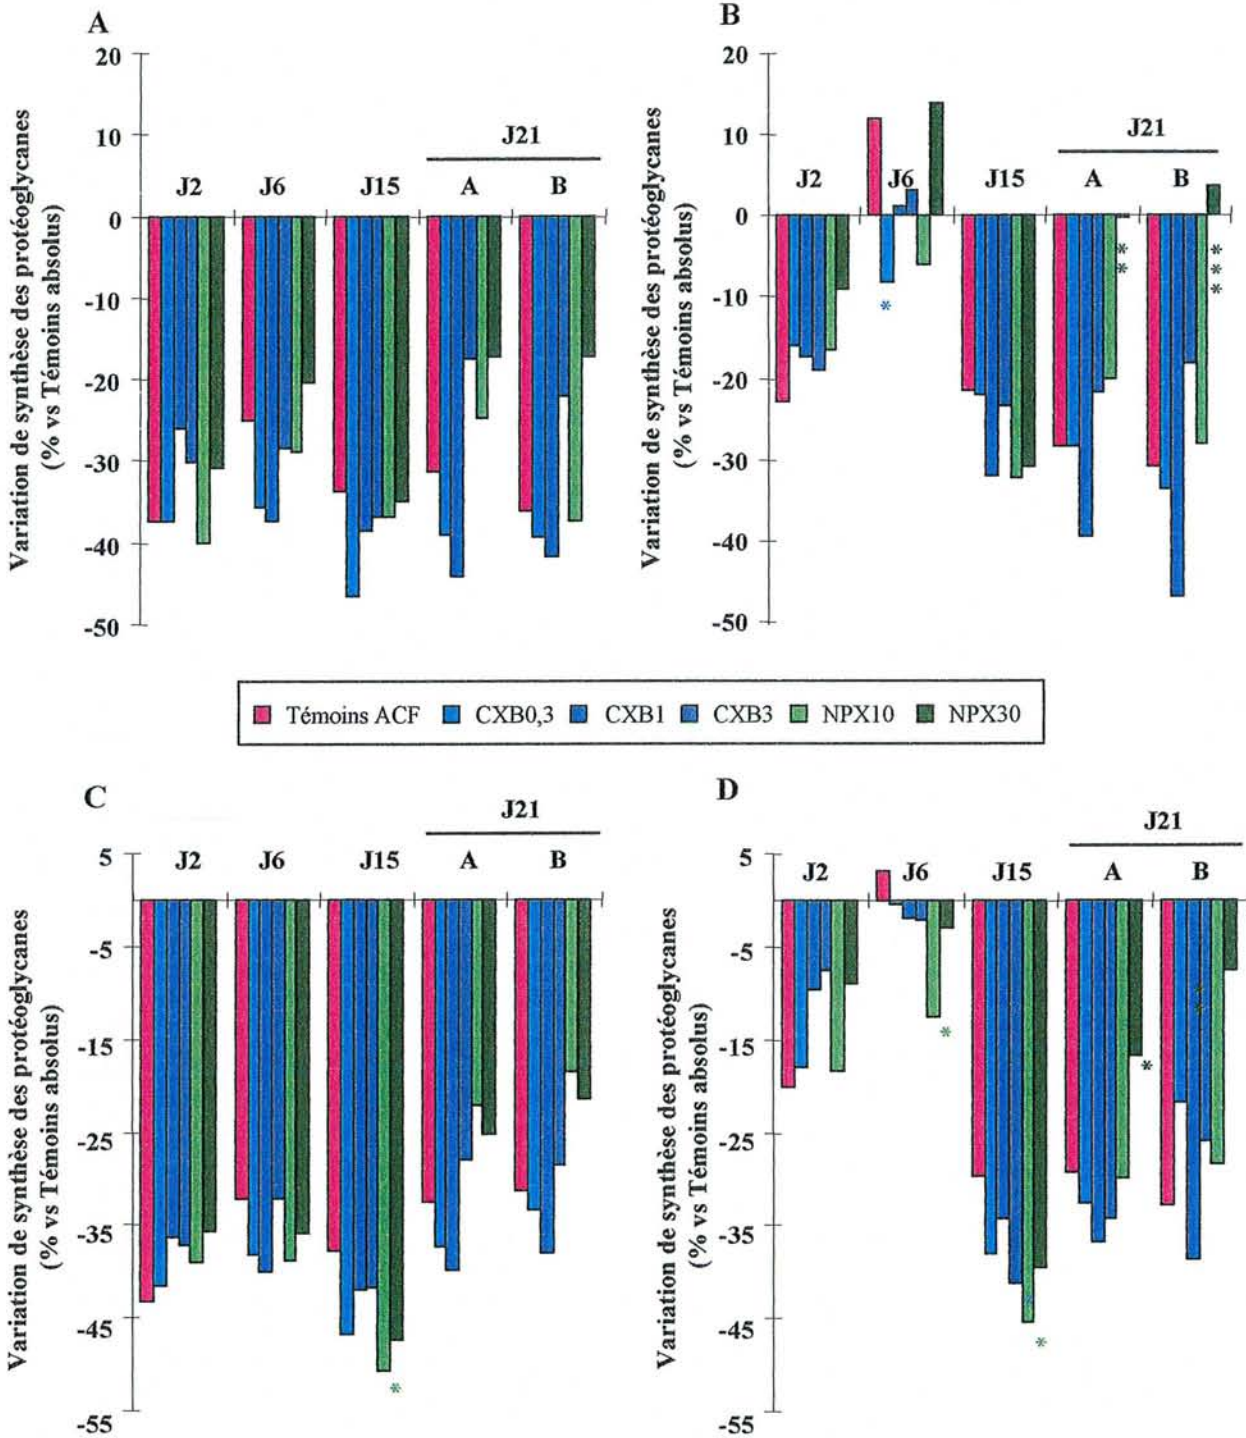 A
Variation de synthèse des protéoglycanes
(% vs Témoins absolus)
20
10
0
-10
-20
-30
-40
-50
J2
J6
J15
J21
A
B
B
Variation de synthèse des protéoglycanes
(% vs Témoins absolus)
20
10
0
-10
-20
-30
-40
-50
J2
J6
J15
J21
A
B
*
*
*
*
*
*
Témoins ACF CXB0,3 CXB1 CXB3 NPX10 NPX30
C
Variation de synthèse des protéoglycanes
(% vs Témoins absolus)
5
-5
-15
-25
-35
-45
-55
J2
J6
J15
J21
A
B
*
D
Variation de synthèse des protéoglycanes
(% vs Témoins absolus)
5
-5
-15
-25
-35
-45
-55
J2
J6
J15
J21
A
B
*
*
*